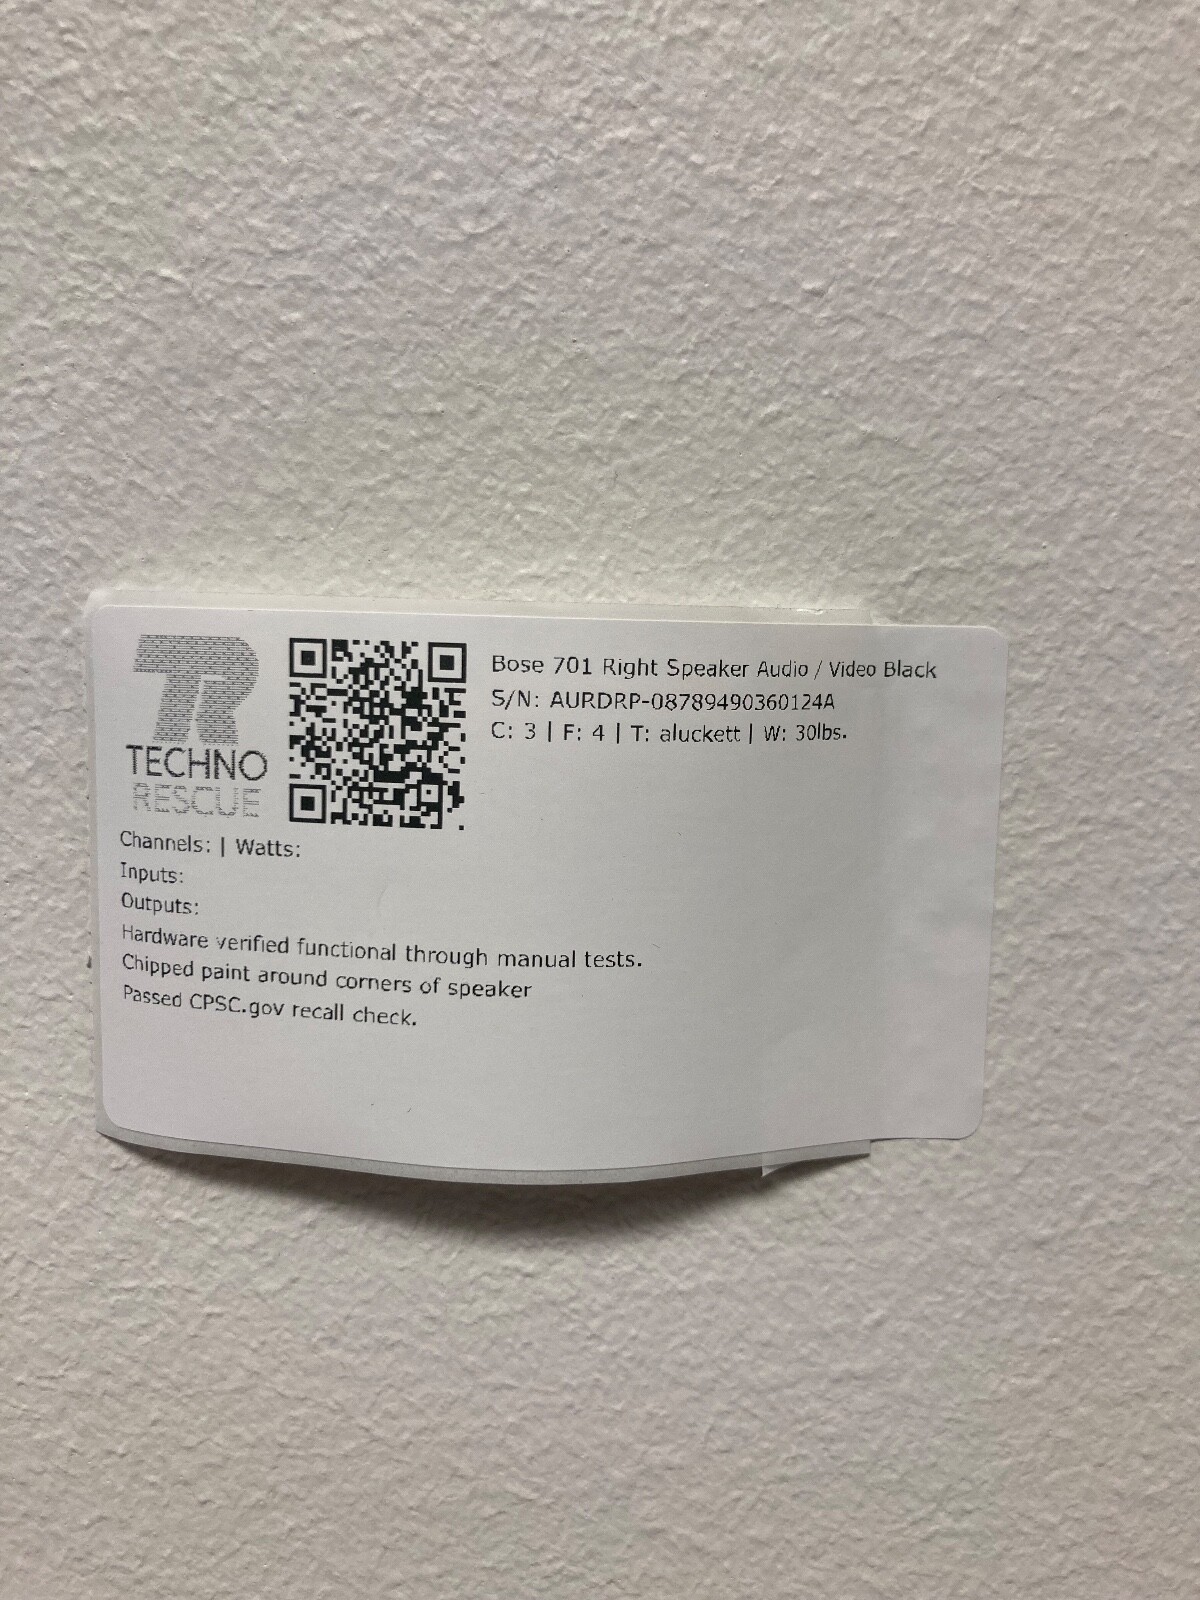 TR
TECHNO
RESCUE
Bose 701 Right Speaker Audio / Video Black
S/N: AURDRP-08789490360124A
C: 3 | F: 4 | T: aluckett | W: 30lbs.
Channels: | Watts:
Inputs:
Outputs:
Hardware verified functional through manual tests.
Chipped paint around corners of speaker
Passed CPSC.gov recall check.